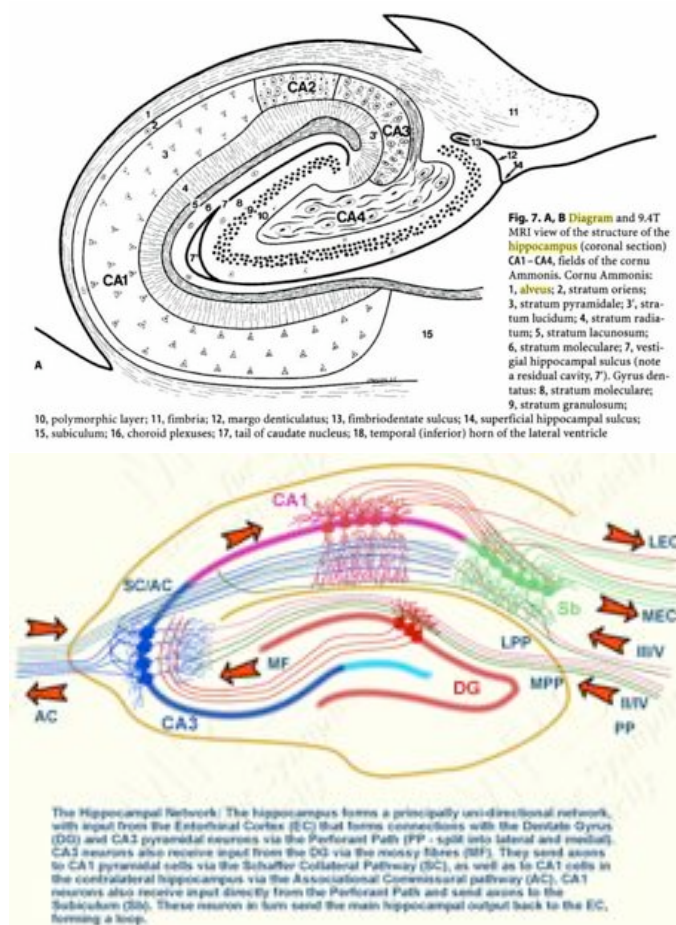 CA2
11
1
2
3
3'
CA3
13
12
14
4
5
6
8
7
9
10
CA4
CA1
7'
15
A
Fig. 7. A, B Diagram and 9.4T
MRI view of the structure of the
hippocampus (coronal section)
CA1–CA4, fields of the cornu
Ammonis. Cornu Ammonis:
1, alveus; 2, stratum oriens;
3, stratum pyramidale; 3', stra-
tum lucidum; 4, stratum radia-
tum; 5, stratum lacunosum;
6, stratum moleculare; 7, vesti-
gial hippocampal sulcus (note
a residual cavity, 7'). Gyrus den-
tatus: 8, stratum moleculare;
9, stratum granulosum;
10, polymorphic layer; 11, fimbria; 12, margo denticulatus; 13, fimbriodentate sulcus; 14, superficial hippocampal sulcus;
15, subiculum; 16, choroid plexuses; 17, tail of caudate nucleus; 18, temporal (inferior) horn of the lateral ventricle
CA1
LEC
SC/AC
Sb
MEC
LPP
III/V
MF
DG
MPP
II/IV
AC
CA3
PP
The Hippocampal Network: The hippocampus forms a principally uni-directional network,
with input from the Entorhinal Cortex (EC) that forms connections with the Dentate Gyrus
(DG) and CA3 pyramidal neurons via the Perforant Path (PP - split into lateral and medial).
CA3 neurons also receive input from the DG via the mossy fibres (MF). They send axons
to CA1 pyramidal cells via the Schaffer Collateral Pathway (SC), as well as to CA1 cells in
the contralateral hippocampus via the Associational Commissural pathway (AC). CA1
neurons also receive input directly from the Perforant Path and send axons to the
Subiculum (Sb). These neuron in turn send the main hippocampal output back to the EC,
forming a loop.